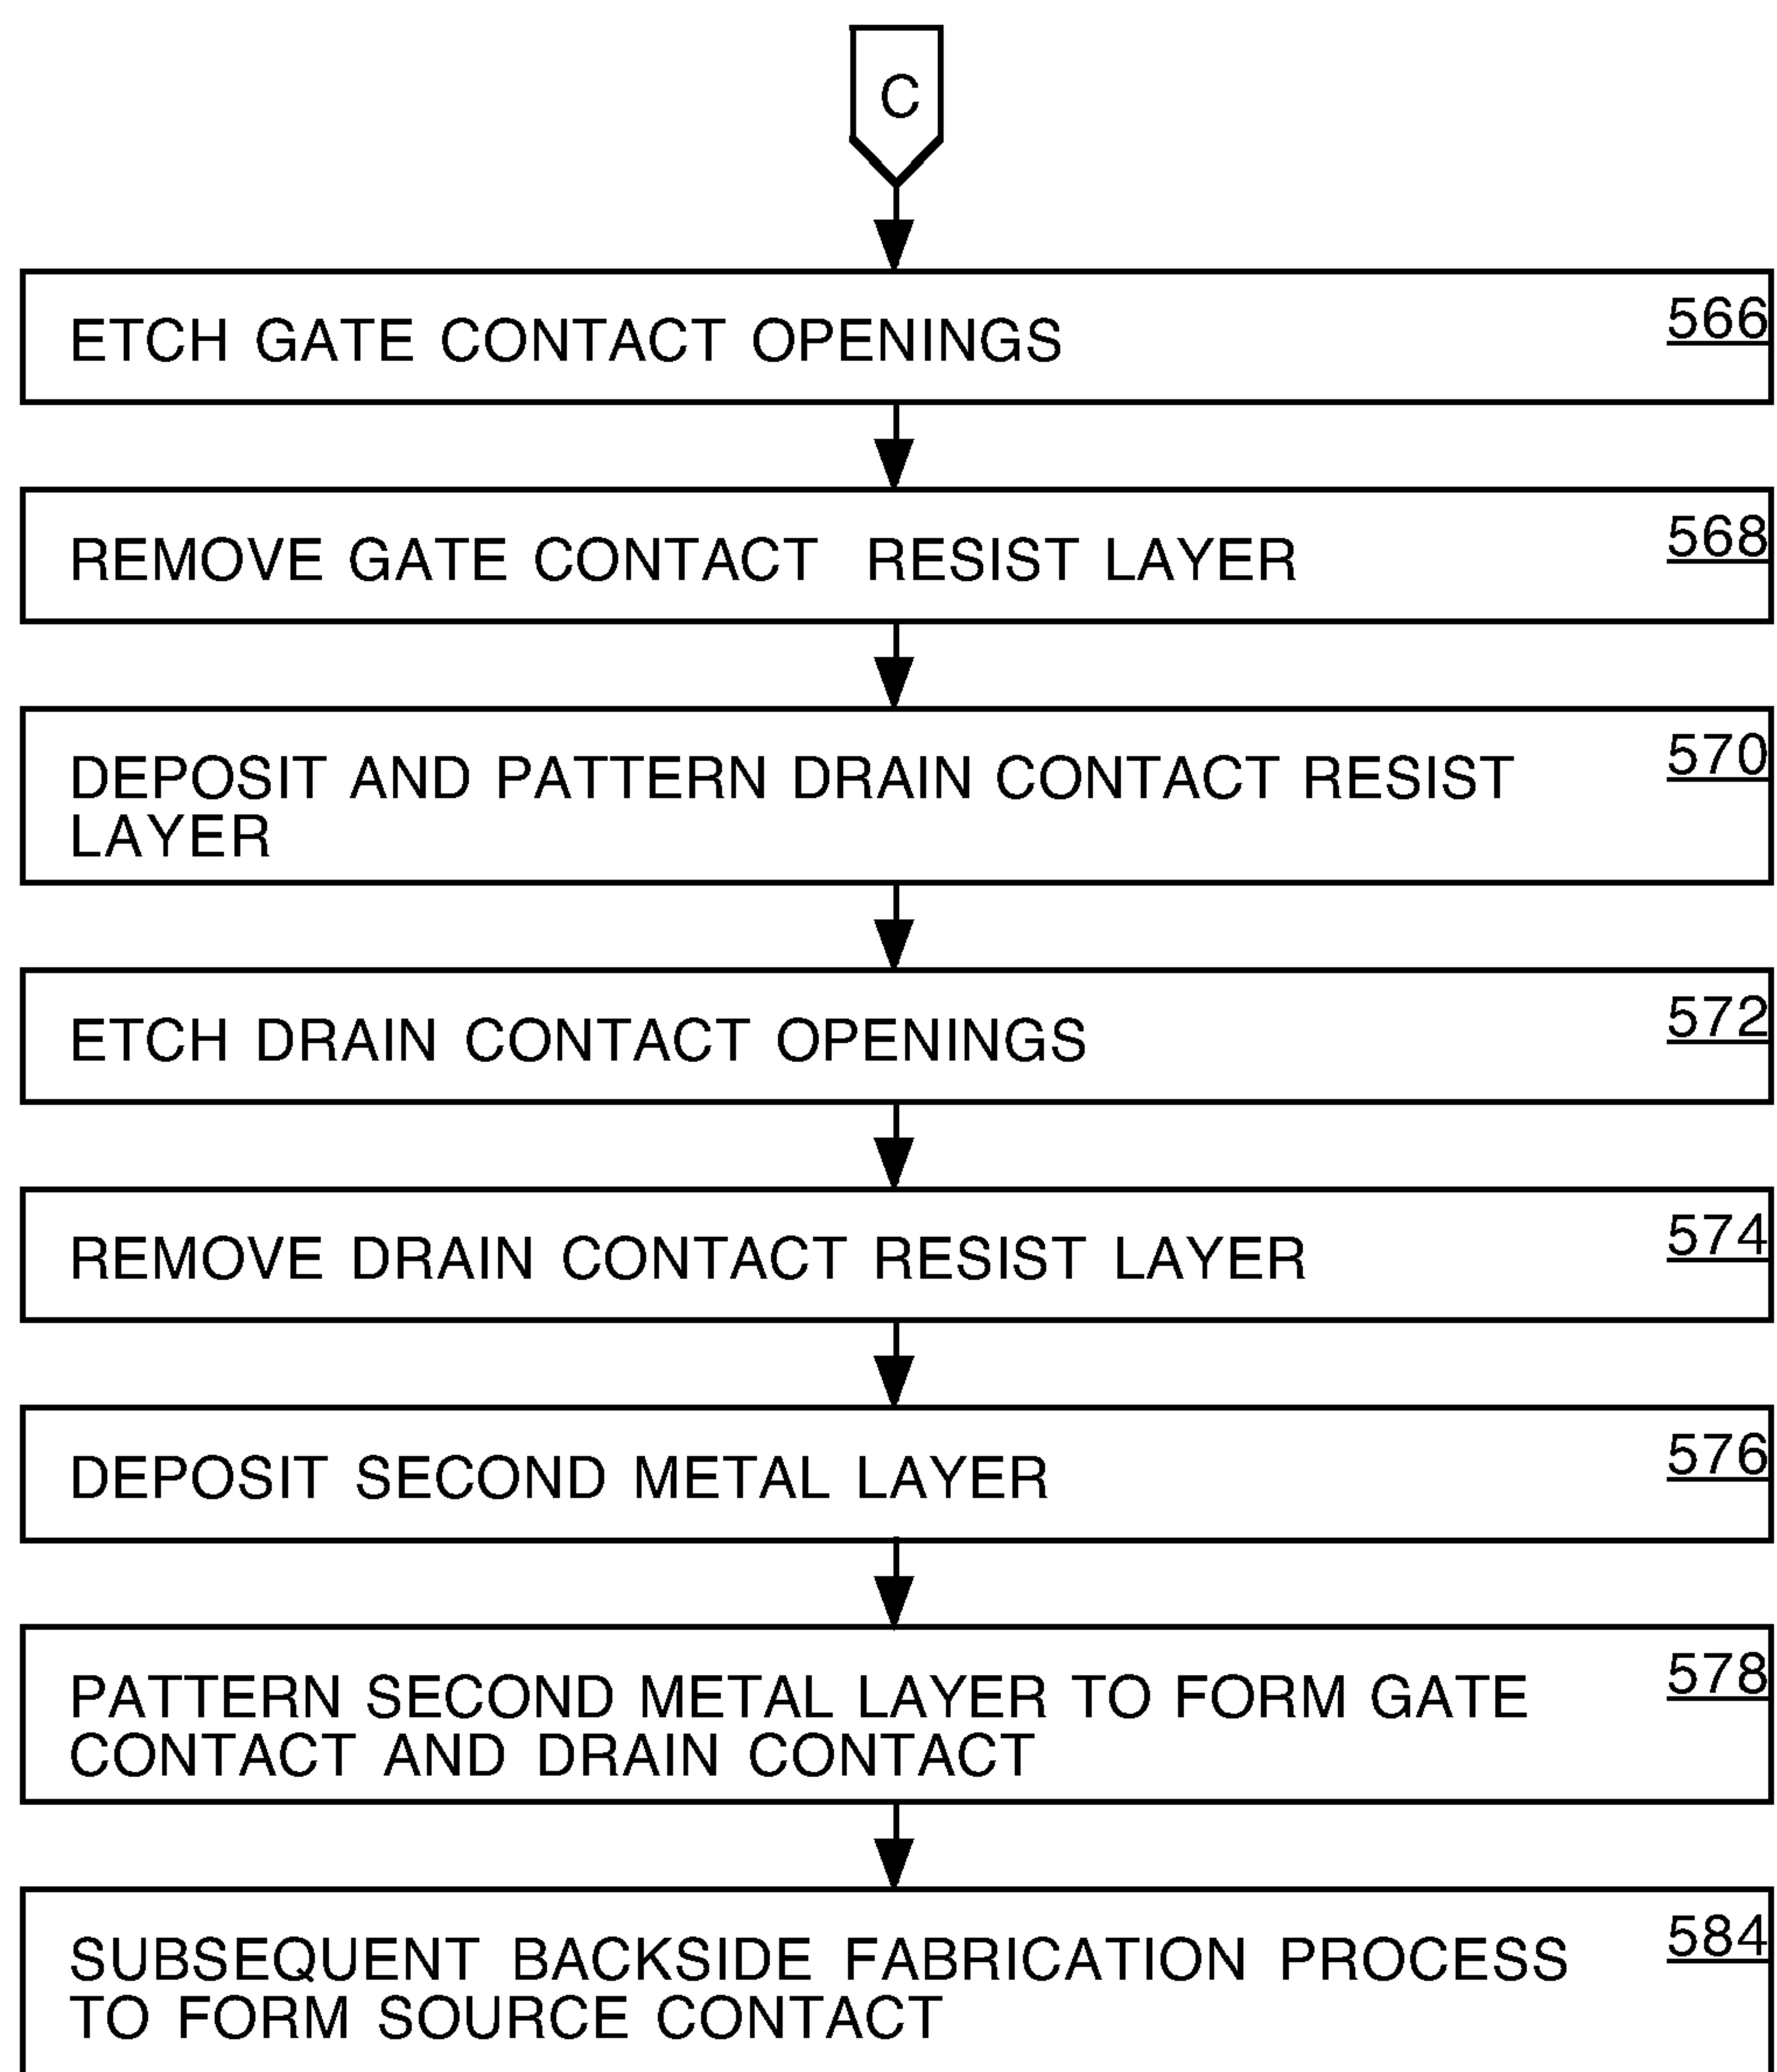 C
ETCH GATE CONTACT OPENINGS
566
REMOVE GATE CONTACT RESIST LAYER
568
DEPOSIT AND PATTERN DRAIN CONTACT RESIST
LAYER
570
ETCH DRAIN CONTACT OPENINGS
572
REMOVE DRAIN CONTACT RESIST LAYER
574
DEPOSIT SECOND METAL LAYER
576
PATTERN SECOND METAL LAYER TO FORM GATE
CONTACT AND DRAIN CONTACT
578
SUBSEQUENT BACKSIDE FABRICATION PROCESS
TO FORM SOURCE CONTACT
584